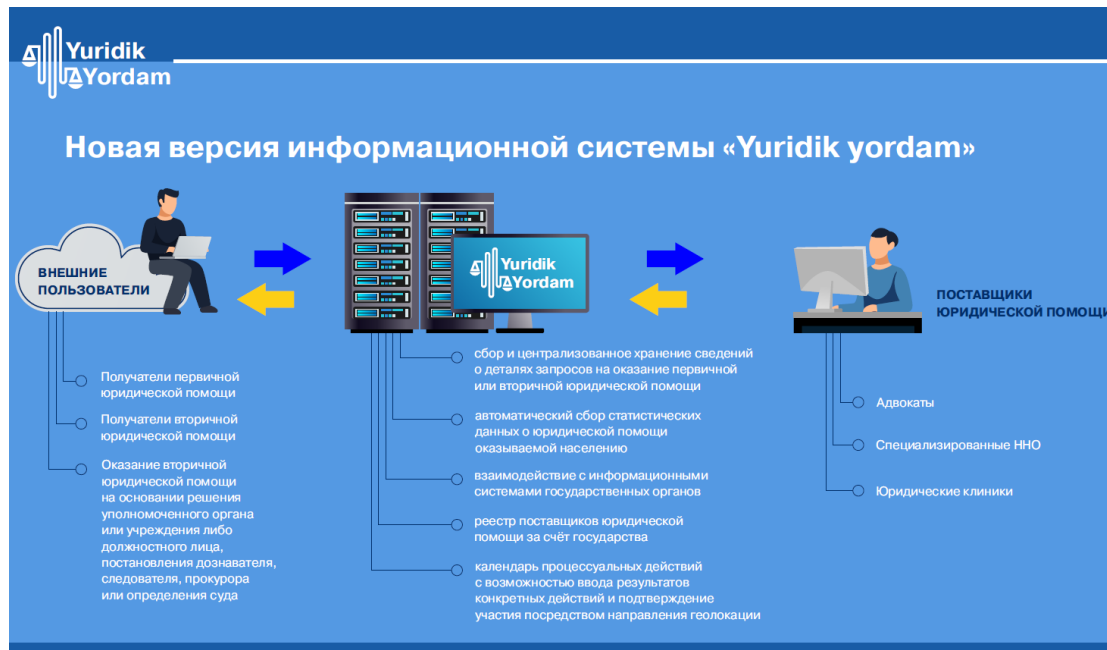 Yuridik
Yordam
Новая версия информационной системы «Yuridik yordam»
ВНЕШНИЕ
ПОЛЬЗОВАТЕЛИ
Получатели первичной
юридической помощи
Получатели вторичной
юридической помощи
Оказание вторичной
юридической помощи
на основании решения
уполномоченного органа
или учреждения либо
должностного лица,
постановления дознавателя,
следователя, прокурора
или определения суда
Yuridik
Yordam
сбор и централизованное хранение сведений
о деталях запросов на оказание первичной
или вторичной юридической помощи
автоматический сбор статистических
данных о юридической помощи
оказываемой населению
взаимодействие с информационными
системами государственных органов
реестр поставщиков юридической
помощи за счёт государства
календарь процессуальных действий
с возможностью ввода результатов
конкретных действий и подтверждение
участия посредством направления геолокации
ПОСТАВЩИКИ
ЮРИДИЧЕСКОЙ ПОМОЩИ
Адвокаты
Специализированные ННО
Юридические клиники